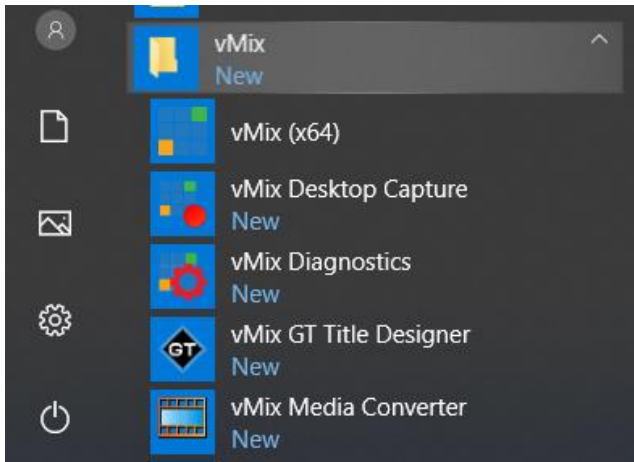 vMix
New
vMix (x64)
vMix Desktop Capture
New
vMix Diagnostics
New
GT
vMix GT Title Designer
New
vMix Media Converter
New